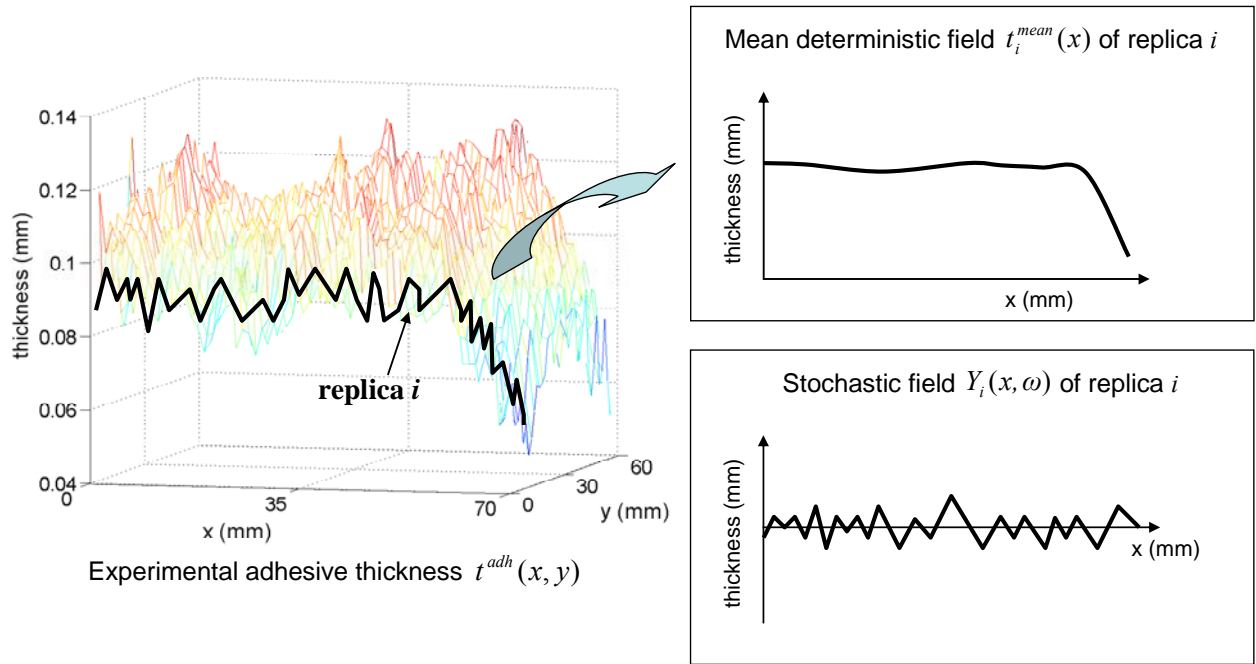 0.14
0.12
0.1
0.08
0.06
0.04
thickness (mm)
replica i
0
35
70
x (mm)
0
30
60
y (mm)
Experimental adhesive thickness t^{adh}(x, y)
Mean deterministic field t_i^{mean}(x) of replica i
thickness (mm)
x (mm)
Stochastic field Y_i(x, ω) of replica i
thickness (mm)
x (mm)